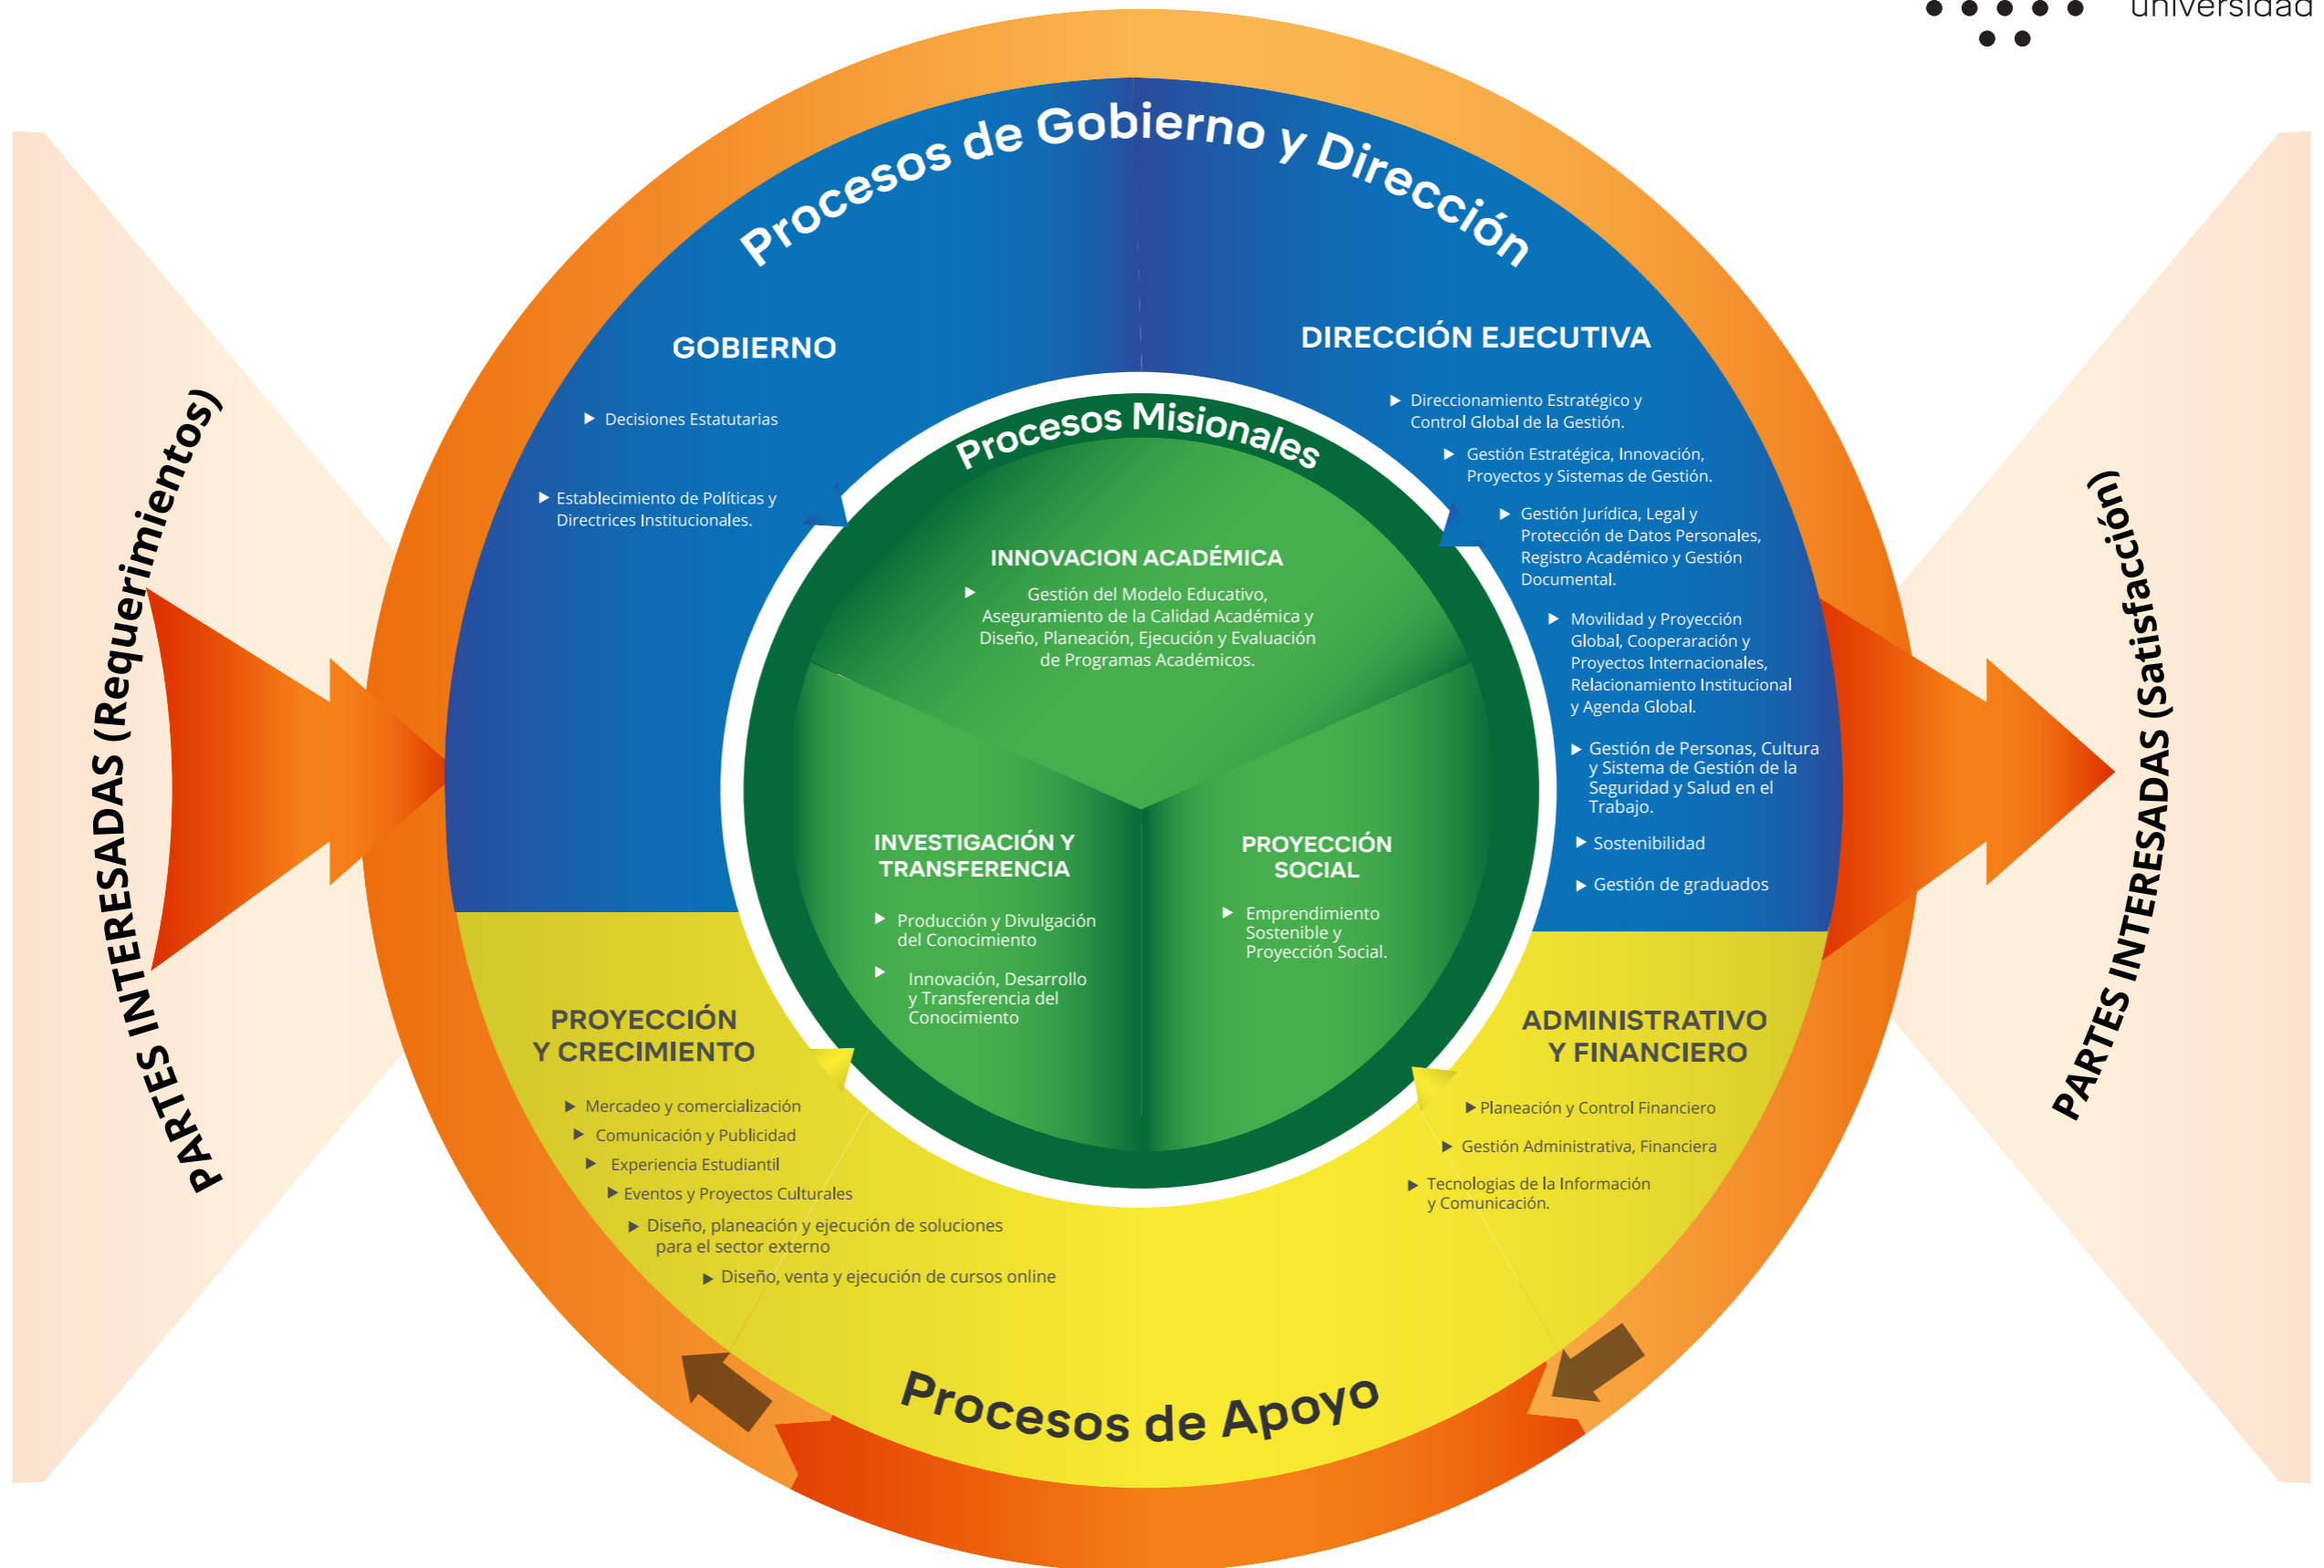 universidad
Procesos de Gobierno y Dirección
GOBIERNO
Decisiones Estatutarias
Establecimiento de Políticas y
Directrices Institucionales.
DIRECCIÓN EJECUTIVA
Direccionamiento Estratégico y
Control Global de la Gestión.
Gestión Estratégica, Innovación,
Proyectos y Sistemas de Gestión.
Gestión Jurídica, Legal y
Protección de Datos Personales,
Registro Académico y Gestión
Documental.
Movilidad y Proyección
Global, Cooperaración y
Proyectos Internacionales,
Relacionamiento Institucional
y Agenda Global.
Gestión de Personas, Cultura
y Sistema de Gestión de la
Seguridad y Salud en el
Trabajo.
Sostenibilidad
Gestión de graduados
Procesos Misionales
INNOVACION ACADÉMICA
Gestión del Modelo Educativo,
Aseguramiento de la Calidad Académica y
Diseño, Planeación, Ejecución y Evaluación
de Programas Académicos.
INVESTIGACIÓN Y
TRANSFERENCIA
Producción y Divulgación
del Conocimiento
Innovación, Desarrollo
y Transferencia del
Conocimiento
PROYECCIÓN
SOCIAL
Emprendimiento
Sostenible y
Proyección Social.
PROYECCIÓN
Y CRECIMIENTO
Mercadeo y comercialización
Comunicación y Publicidad
Experiencia Estudiantil
Eventos y Proyectos Culturales
Diseño, planeación y ejecución de soluciones
para el sector externo
Diseño, venta y ejecución de cursos online
ADMINISTRATIVO
Y FINANCIERO
Planeación y Control Financiero
Gestión Administrativa, Financiera
Tecnologias de la Información
y Comunicación.
Procesos de Apoyo
PARTES INTERESADAS (Requerimientos)
PARTES INTERESADAS (Satisfacción)